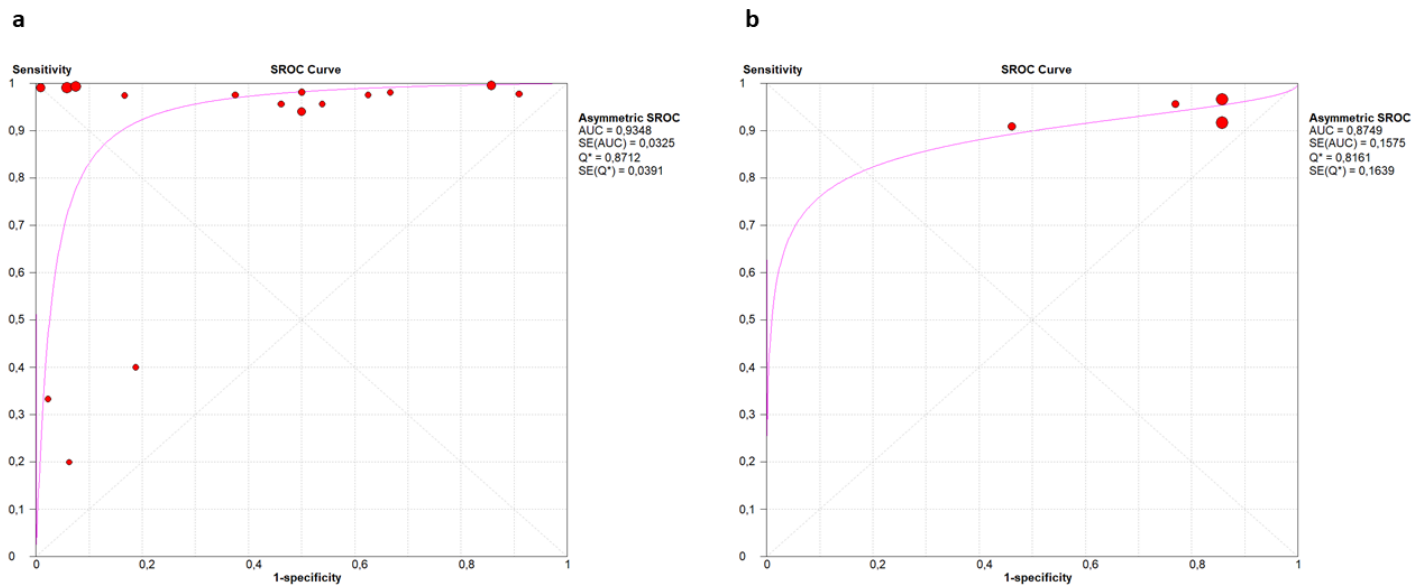 a
Sensitivity
SROC Curve
1
0,9
0,8
0,7
0,6
0,5
0,4
0,3
0,2
0,1
0
0 0,2 0,4 0,6 0,8 1
1-specificity
Asymmetric SROC
AUC = 0,9348
SE(AUC) = 0,0325
Q* = 0,8712
SE(Q*) = 0,0391
b
Sensitivity
SROC Curve
1
0,9
0,8
0,7
0,6
0,5
0,4
0,3
0,2
0,1
0
0 0,2 0,4 0,6 0,8 1
1-specificity
Asymmetric SROC
AUC = 0,8749
SE(AUC) = 0,1575
Q* = 0,8161
SE(Q*) = 0,1639